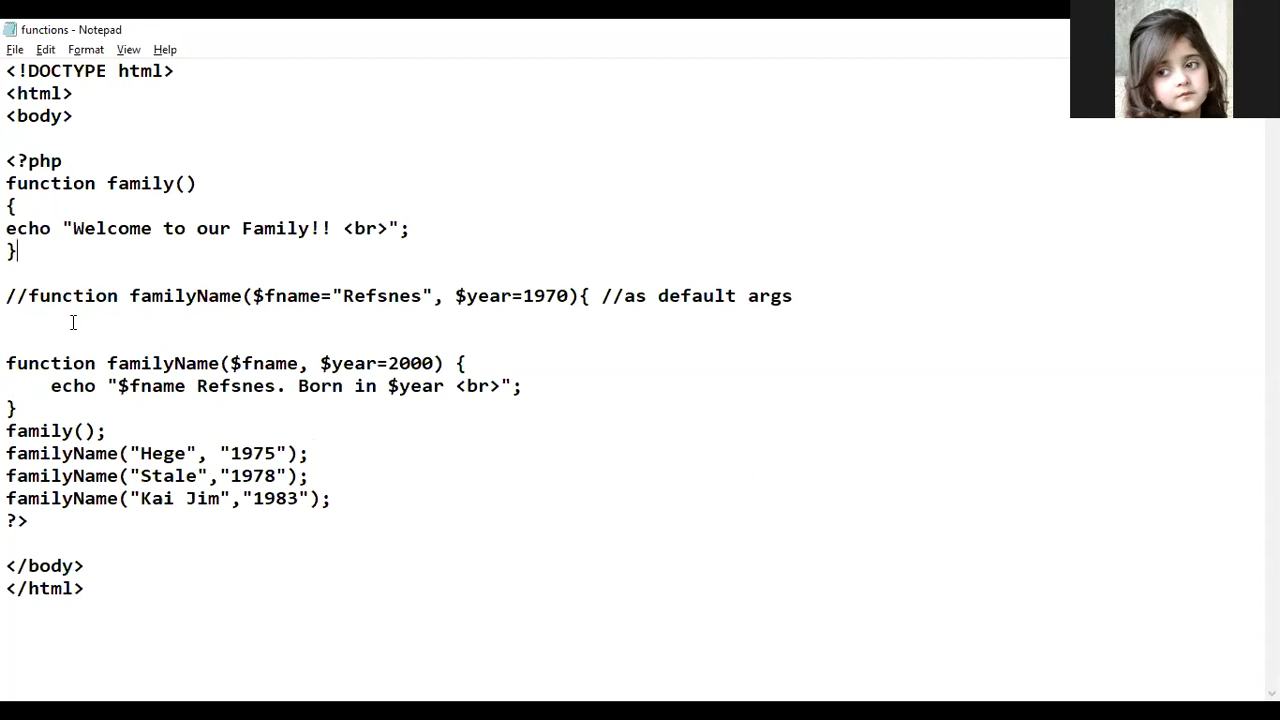 functions - Notepad
File Edit Format View Help
<!DOCTYPE html>
<html>
<body>
<?php
function family()
{
echo "Welcome to our Family!! <br>";
}
//function familyName($fname="Refsnes", $year=1970){ //as default args
function familyName($fname, $year=2000) {
    echo "$fname Refsnes. Born in $year <br>";
}
family();
familyName("Hege", "1975");
familyName("Stale","1978");
familyName("Kai Jim","1983");
?>
</body>
</html>